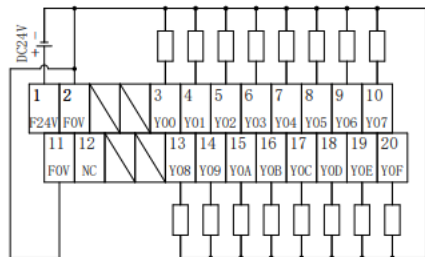 DC24V
- +
1 2 3 4 5 6 7 8 9 10
F24V F0V Y00 Y01 Y02 Y03 Y04 Y05 Y06 Y07
11 12 13 14 15 16 17 18 19 20
F0V NC Y08 Y09 Y0A Y0B Y0C Y0D Y0E Y0F